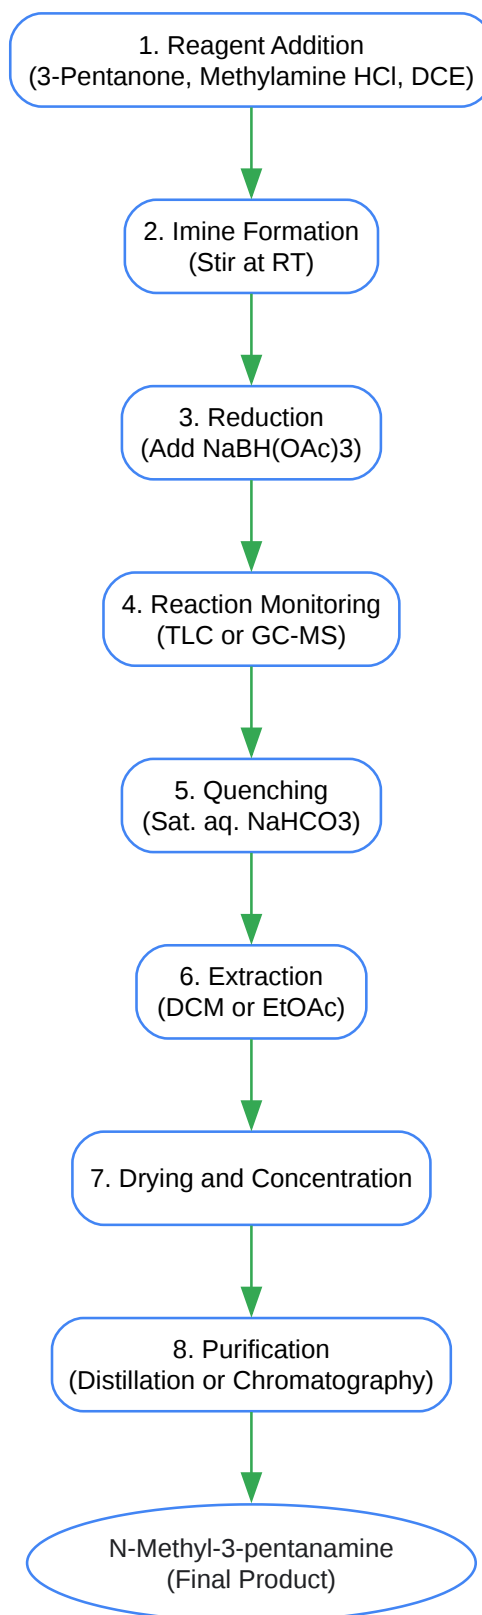 1. Reagent Addition
(3-Pentanone, Methylamine HCl, DCE)
2. Imine Formation
(Stir at RT)
3. Reduction
(Add NaBH(OAc)3)
4. Reaction Monitoring
(TLC or GC-MS)
5. Quenching
(Sat. aq. NaHCO3)
6. Extraction
(DCM or EtOAc)
7. Drying and Concentration
8. Purification
(Distillation or Chromatography)
N-Methyl-3-pentanamine
(Final Product)